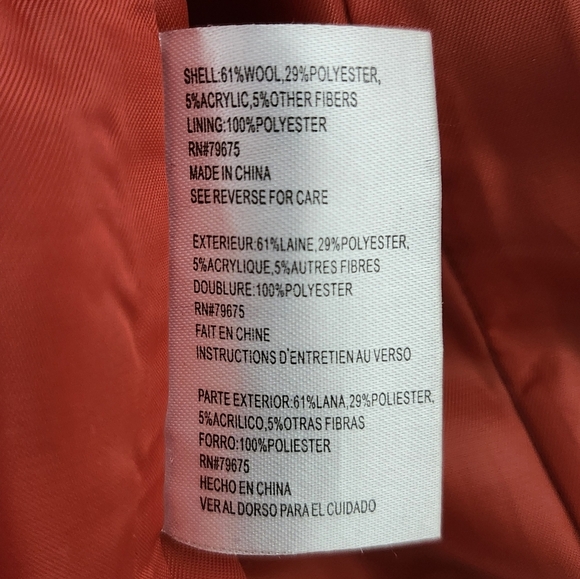 SHELL:61%WOOL,29%POLYESTER,
5%ACRYLIC,5%OTHER FIBERS
LINING:100%POLYESTER
RN#79675
MADE IN CHINA
SEE REVERSE FOR CARE
EXTERIEUR:61%LAINE,29%POLYESTER,
5%ACRYLIQUE,5%AUTRES FIBRES
DOUBLURE:100%POLYESTER
RN#79675
FAIT EN CHINE
INSTRUCTIONS D'ENTRETIEN AU VERSO
PARTE EXTERIOR:61%LANA,29%POLIESTER,
5%ACRILICO,5%OTRAS FIBRAS
FORRO:100%POLIESTER
RN#79675
HECHO EN CHINA
VER AL DORSO PARA EL CUIDADO